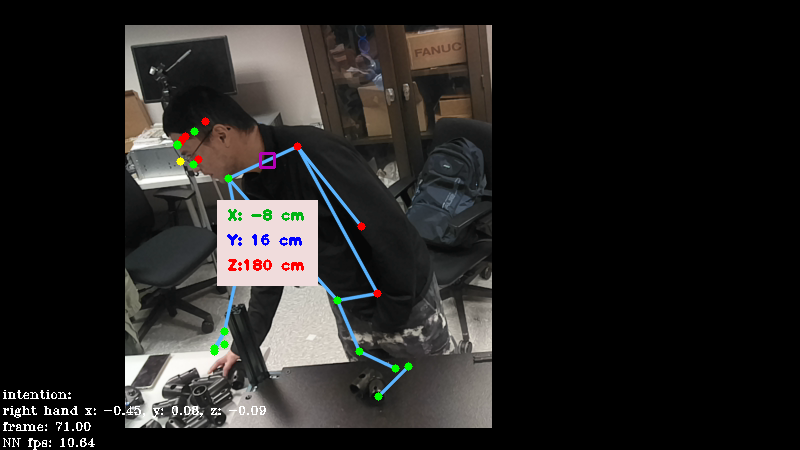 FANUC
X: -8 cm
Y: 16 cm
Z:180 cm
intention:
right hand x: -0.45, y: 0.08, z: -0.09
frame: 71.00
NN fps: 10.64